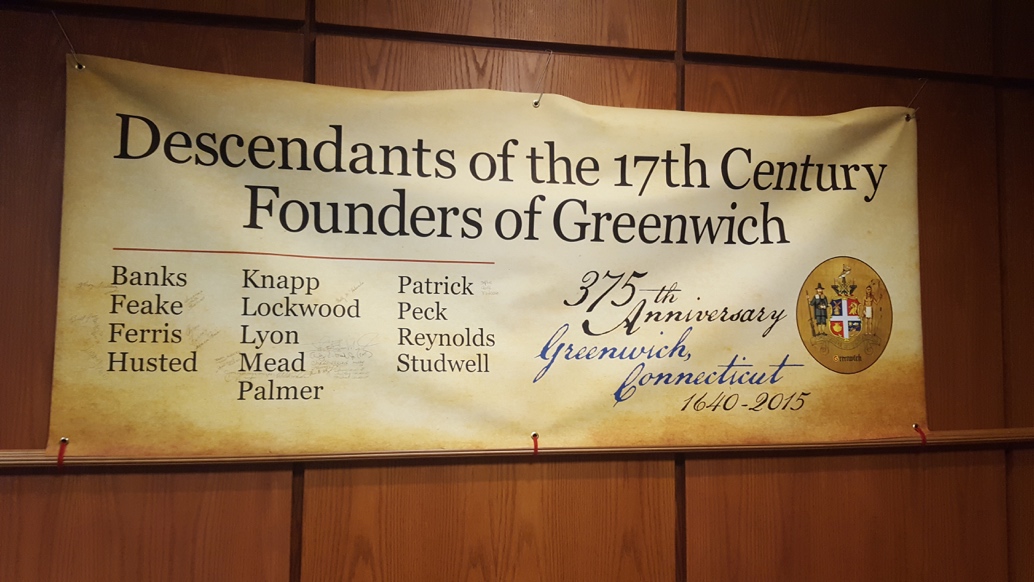 Descendants of the 17th Century
Founders of Greenwich
Banks
Feake
Ferris
Husted
Knapp
Lockwood
Lyon
Mead
Palmer
Patrick
Peck
Reynolds
Studwell
375th
Anniversary
Greenwich,
Connecticut
1640-2015
Greenwich